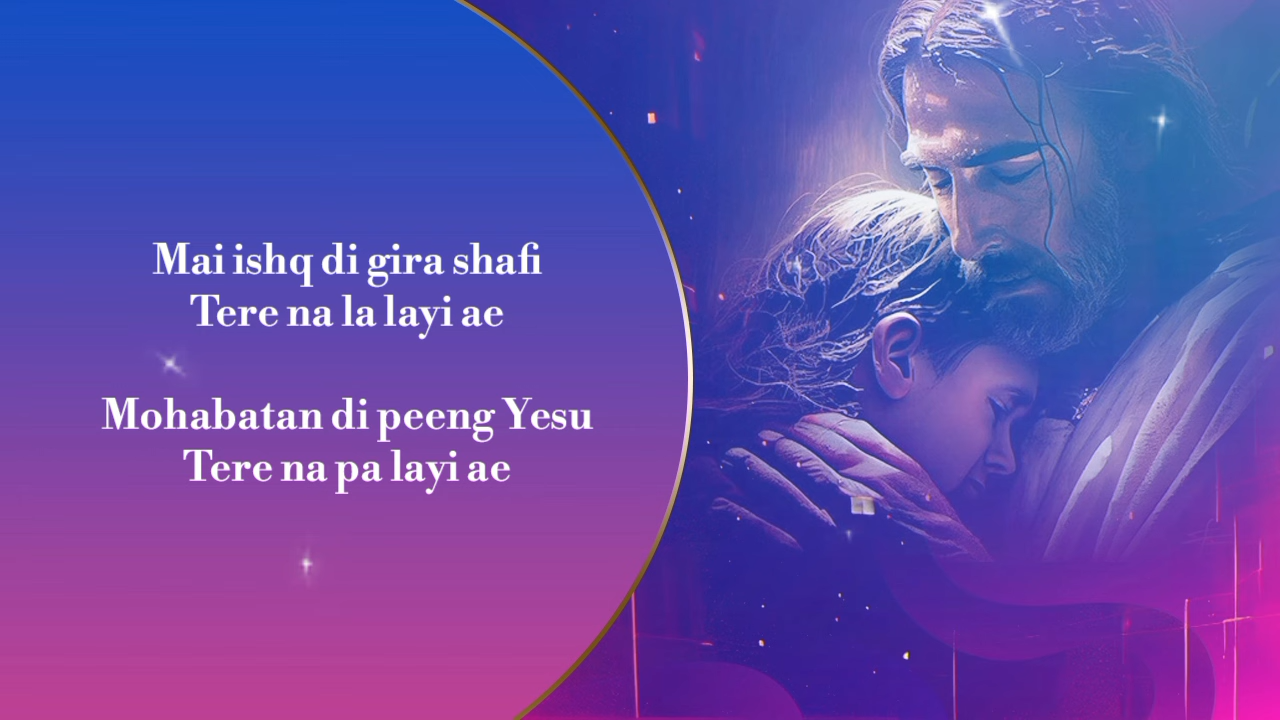 Mai ishq di gira shafi
Tere na la layi ae
Mohabatan di peeng Yesu
Tere na pa layi ae